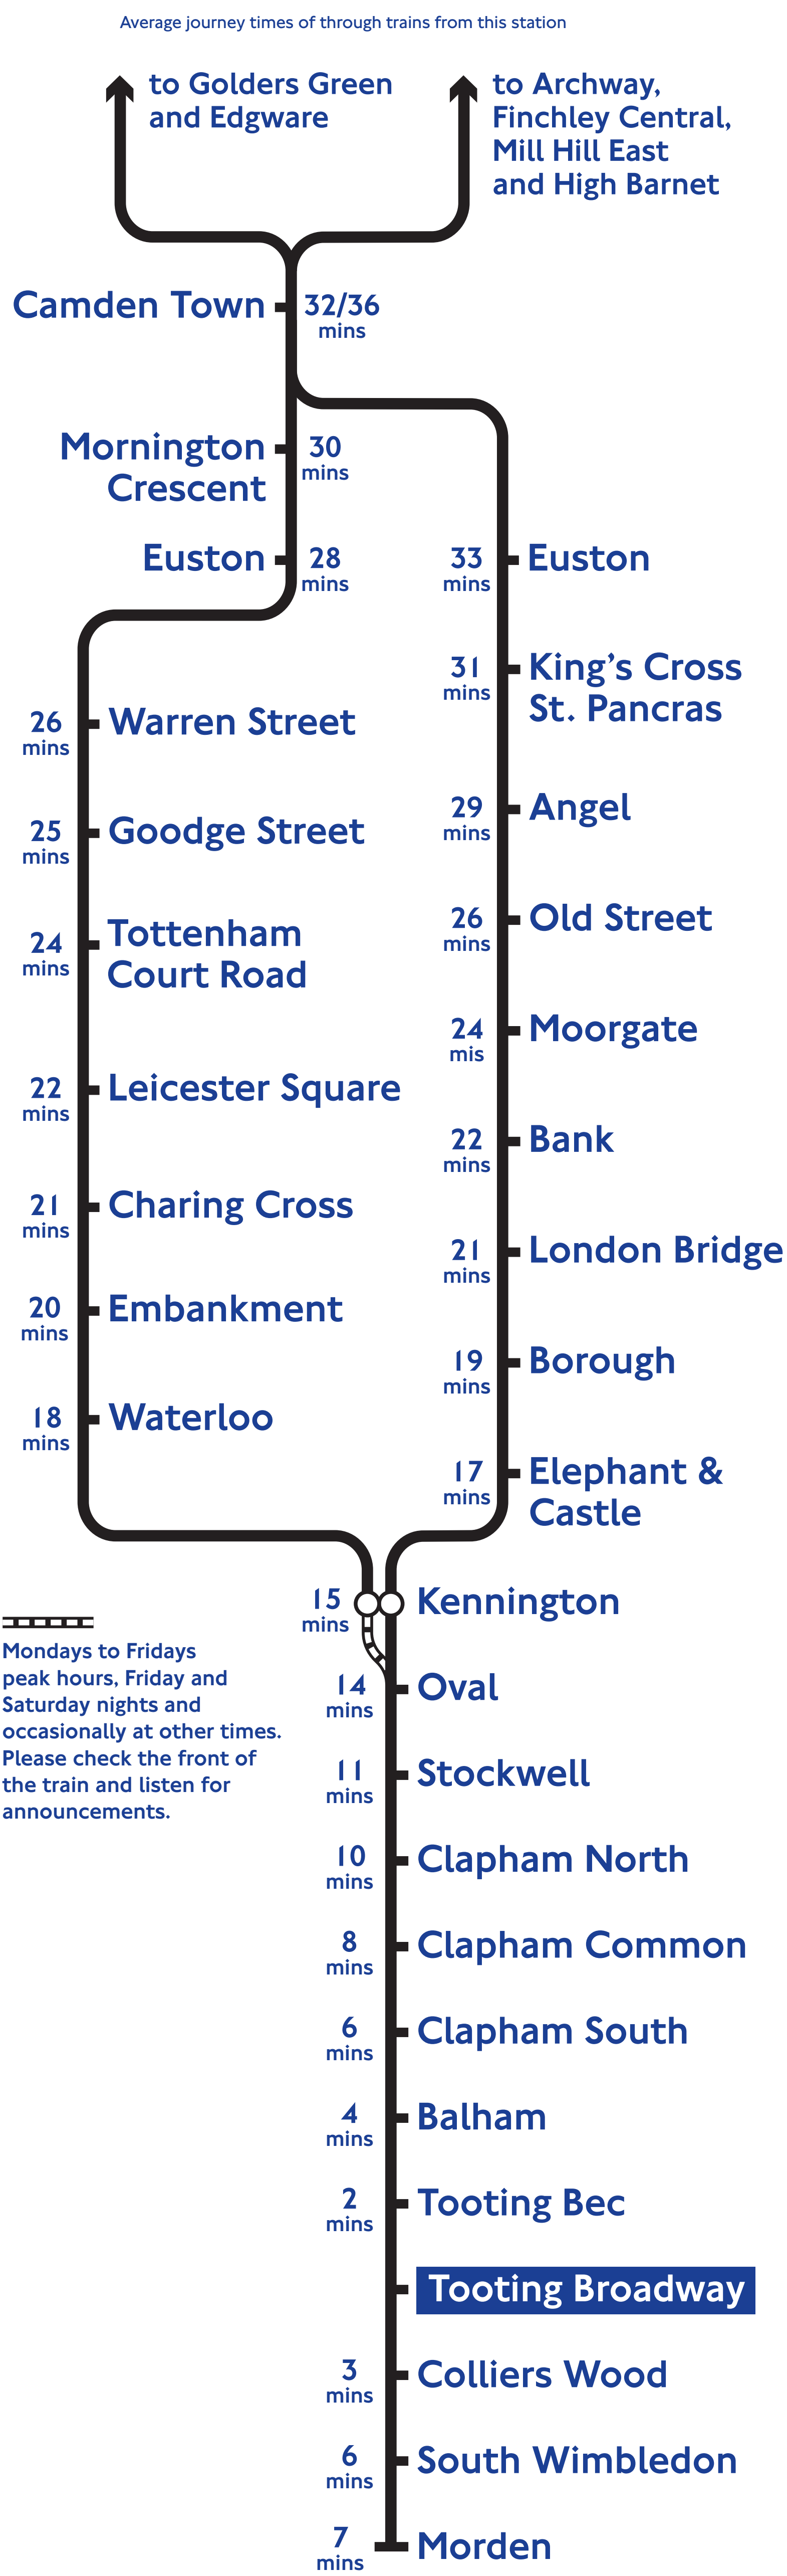 Average journey times of through trains from this station
to Golders Green
and Edgware
to Archway,
Finchley Central,
Mill Hill East
and High Barnet
Camden Town
32/36
mins
Mornington
Crescent
30
mins
Euston
28
mins
33
mins
Euston
31
mins
King's Cross
St. Pancras
26
mins
Warren Street
29
mins
Angel
25
mins
Goodge Street
26
mins
Old Street
24
mins
Tottenham
Court Road
24
mis
Moorgate
22
mins
Leicester Square
22
mins
Bank
21
mins
Charing Cross
21
mins
London Bridge
20
mins
Embankment
19
mins
Borough
18
mins
Waterloo
17
mins
Elephant &
Castle
15
mins
Kennington
Mondays to Fridays
peak hours, Friday and
Saturday nights and
occasionally at other times.
Please check the front of
the train and listen for
announcements.
14
mins
Oval
11
mins
Stockwell
10
mins
Clapham North
8
mins
Clapham Common
6
mins
Clapham South
4
mins
Balham
2
mins
Tooting Bec
Tooting Broadway
3
mins
Colliers Wood
6
mins
South Wimbledon
7
mins
Morden